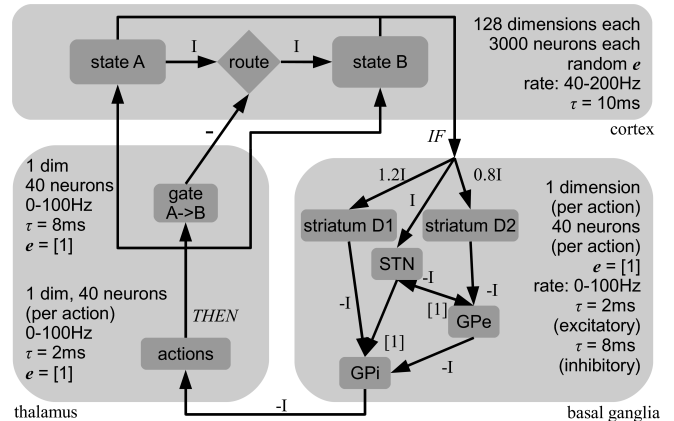 128 dimensions each
3000 neurons each
random e
rate: 40-200Hz
τ = 10ms
cortex
state A
I
route
I
state B
-
IF
1 dim
40 neurons
0-100Hz
τ = 8ms
e = [1]
gate
A->B
1 dim, 40 neurons
(per action)
0-100Hz
τ = 2ms
e = [1]
THEN
actions
thalamus
-I
1.2I
I
0.8I
striatum D1
striatum D2
STN
-I
-I
-I
[1]
GPe
[1]
-I
GPi
1 dimension
(per action)
40 neurons
(per action)
e = [1]
rate: 0-100Hz
τ = 2ms
(excitatory)
τ = 8ms
(inhibitory)
basal ganglia